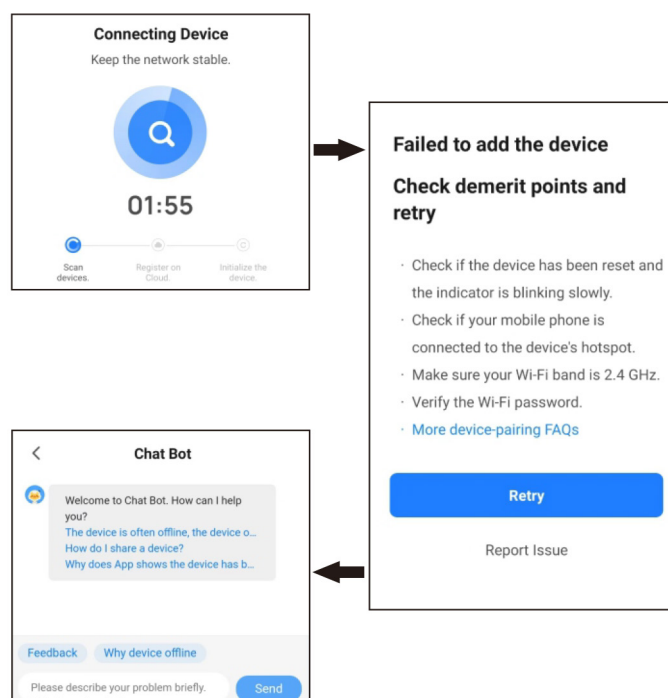 Connecting Device
Keep the network stable.
01:55
Scan devices.
Register on Cloud.
Initialize the device.
Failed to add the device
Check demerit points and
retry
· Check if the device has been reset and
the indicator is blinking slowly.
· Check if your mobile phone is
connected to the device's hotspot.
· Make sure your Wi-Fi band is 2.4 GHz.
· Verify the Wi-Fi password.
· More device-pairing FAQs
Retry
Report Issue
Chat Bot
Welcome to Chat Bot. How can I help
you?
The device is often offline, the device o...
How do I share a device?
Why does App shows the device has b...
Feedback
Why device offline
Please describe your problem briefly.
Send